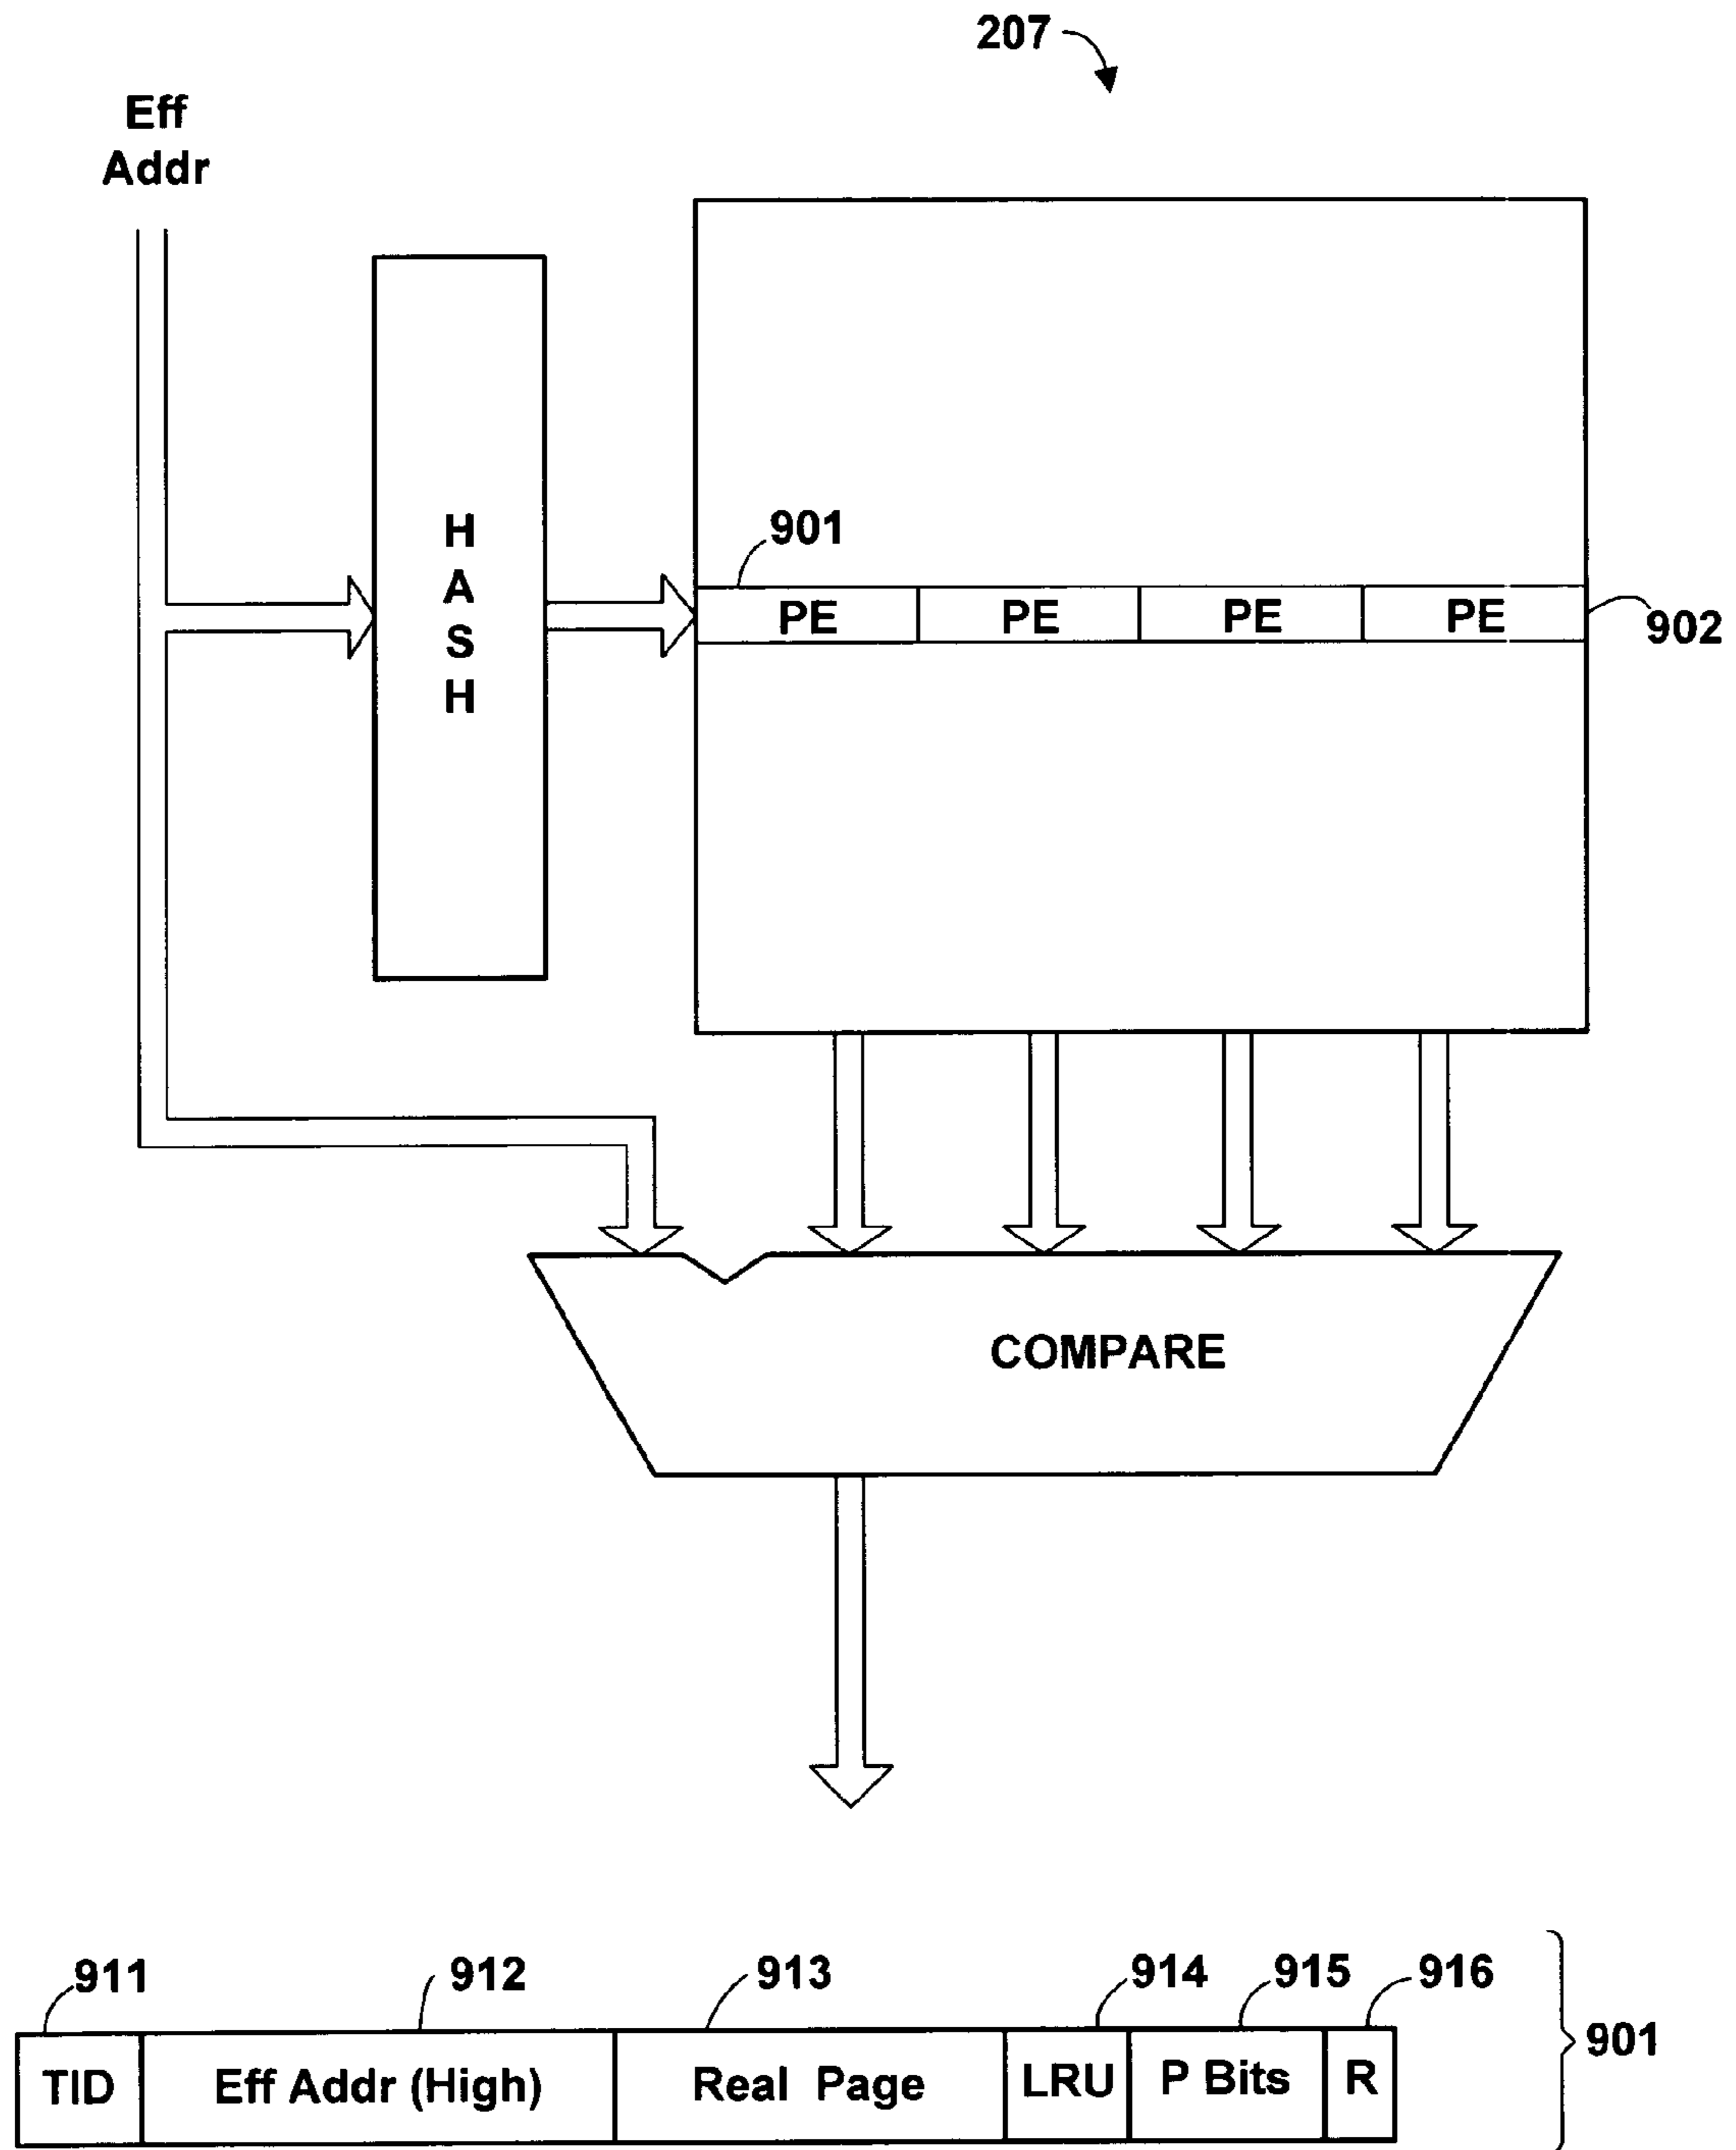 207
Eff
Addr
H
A
S
H
901
PE PE PE PE
902
COMPARE
911 912 913 914 915 916
TID Eff Addr (High) Real Page LRU P Bits R
901